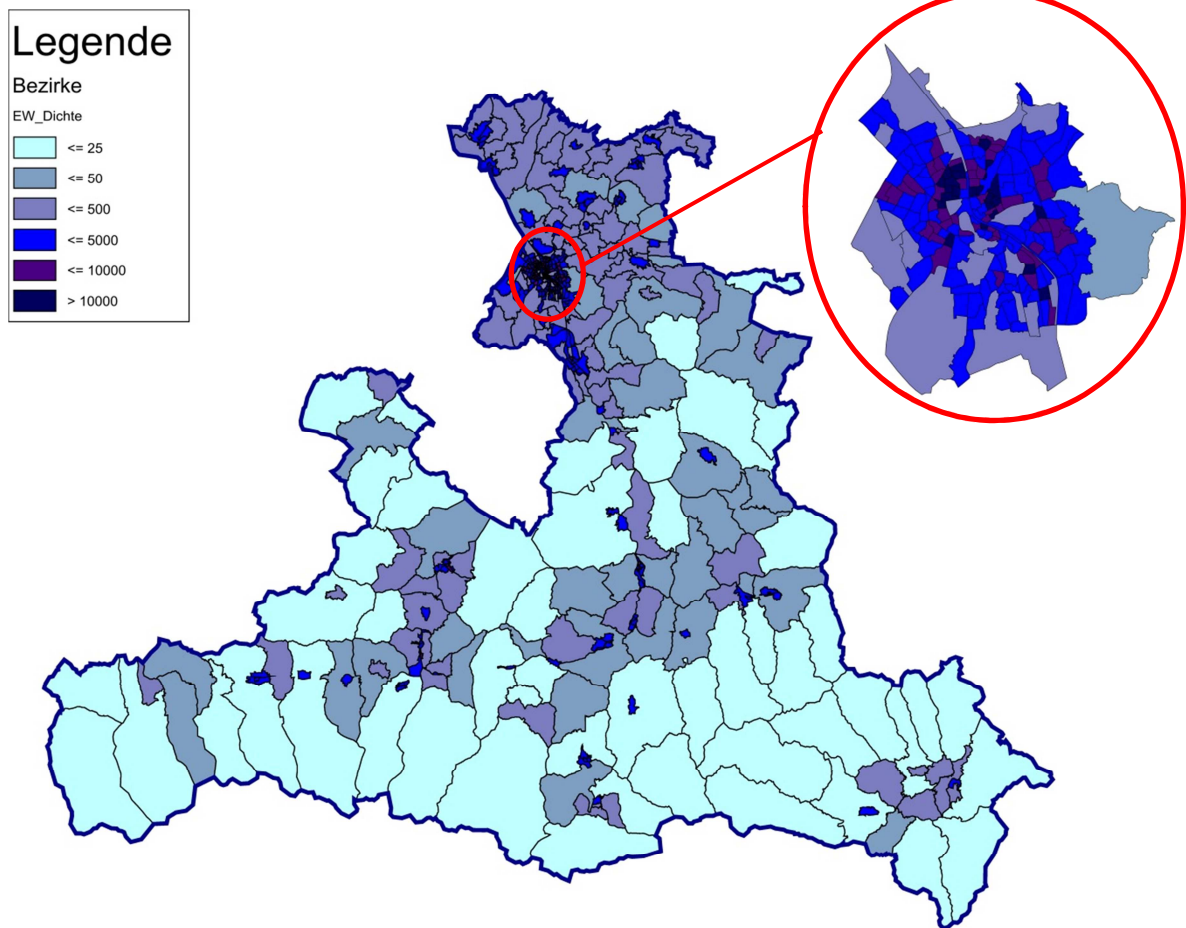 Legende
Bezirke
EW_Dichte
<= 25
<= 50
<= 500
<= 5000
<= 10000
> 10000